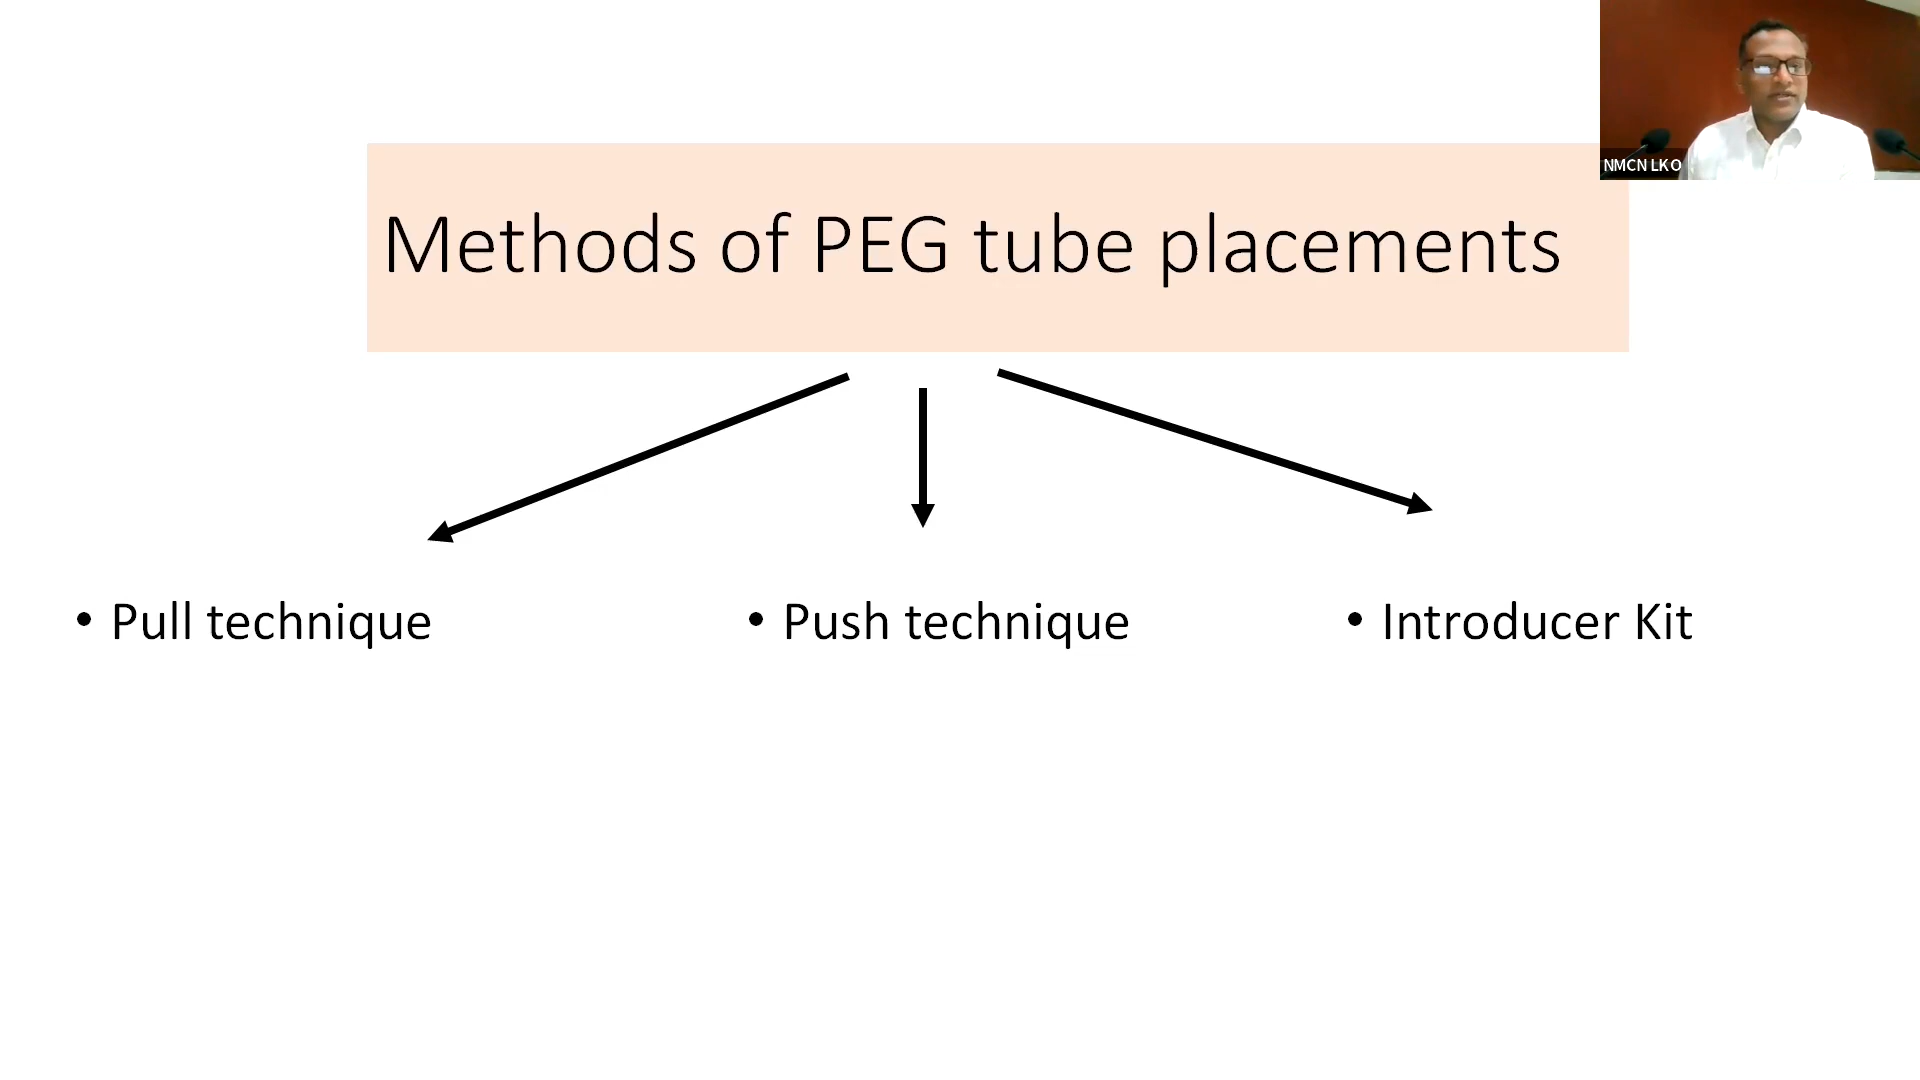 NMCN LKO
Methods of PEG tube placements
• Pull technique
• Push technique
• Introducer Kit